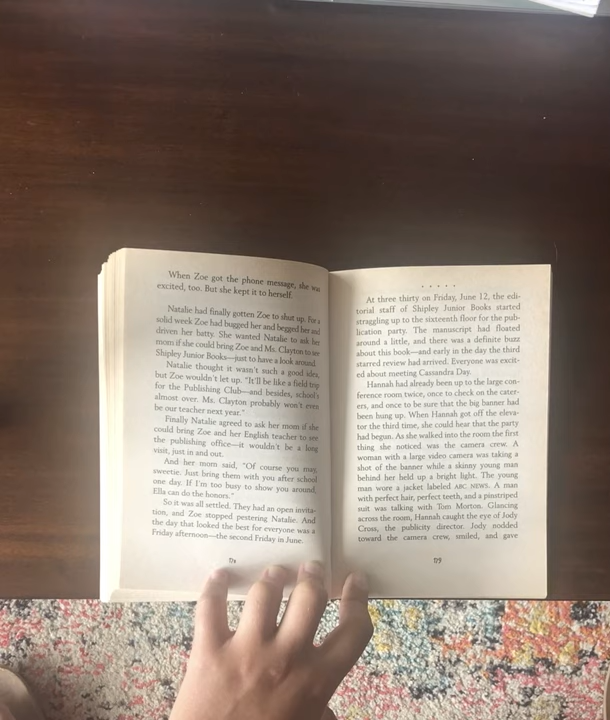 When Zoe got the phone message, she was
excited, too. But she kept it to herself.
Natalie had finally gotten Zoe to shut up. For a
solid week Zoe had bugged her and begged her and
driven her batty. She wanted Natalie to ask her
mom if she could bring Zoe and Ms. Clayton to see
Shipley Junior Books—just to have a look around.
Natalie thought it wasn't such a good idea,
but Zoe wouldn't let up. "It'll be like a field trip
for the Publishing Club—and besides, school's
almost over. Ms. Clayton probably won't even
be our teacher next year."
Finally Natalie agreed to ask her mom if she
could bring Zoe and her English teacher to see
the publishing office—it wouldn't be a long
visit, just in and out.
And her mom said, "Of course you may,
sweetie. Just bring them with you after school
one day. If I'm too busy to show you around,
Ella can do the honors."
So it was all settled. They had an open invita-
tion, and Zoe stopped pestering Natalie. And
the day that looked the best for everyone was a
Friday afternoon—the second Friday in June.
178
. . . . .
At three thirty on Friday, June 12, the edi-
torial staff of Shipley Junior Books started
straggling up to the sixteenth floor for the pub-
lication party. The manuscript had floated
around a little, and there was a definite buzz
about this book—and early in the day the third
starred review had arrived. Everyone was excit-
ed about meeting Cassandra Day.
Hannah had already been up to the large con-
ference room twice, once to check on the cater-
ers, and once to be sure that the big banner had
been hung up. When Hannah got off the eleva-
tor the third time, she could hear that the party
had begun. As she walked into the room the first
thing she noticed was the camera crew. A
woman with a large video camera was taking a
shot of the banner while a skinny young man
behind her held up a bright light. The young
man wore a jacket labeled ABC NEWS. A man
with perfect hair, perfect teeth, and a pinstriped
suit was talking with Tom Morton. Glancing
across the room, Hannah caught the eye of Jody
Cross, the publicity director. Jody nodded
toward the camera crew, smiled, and gave
179